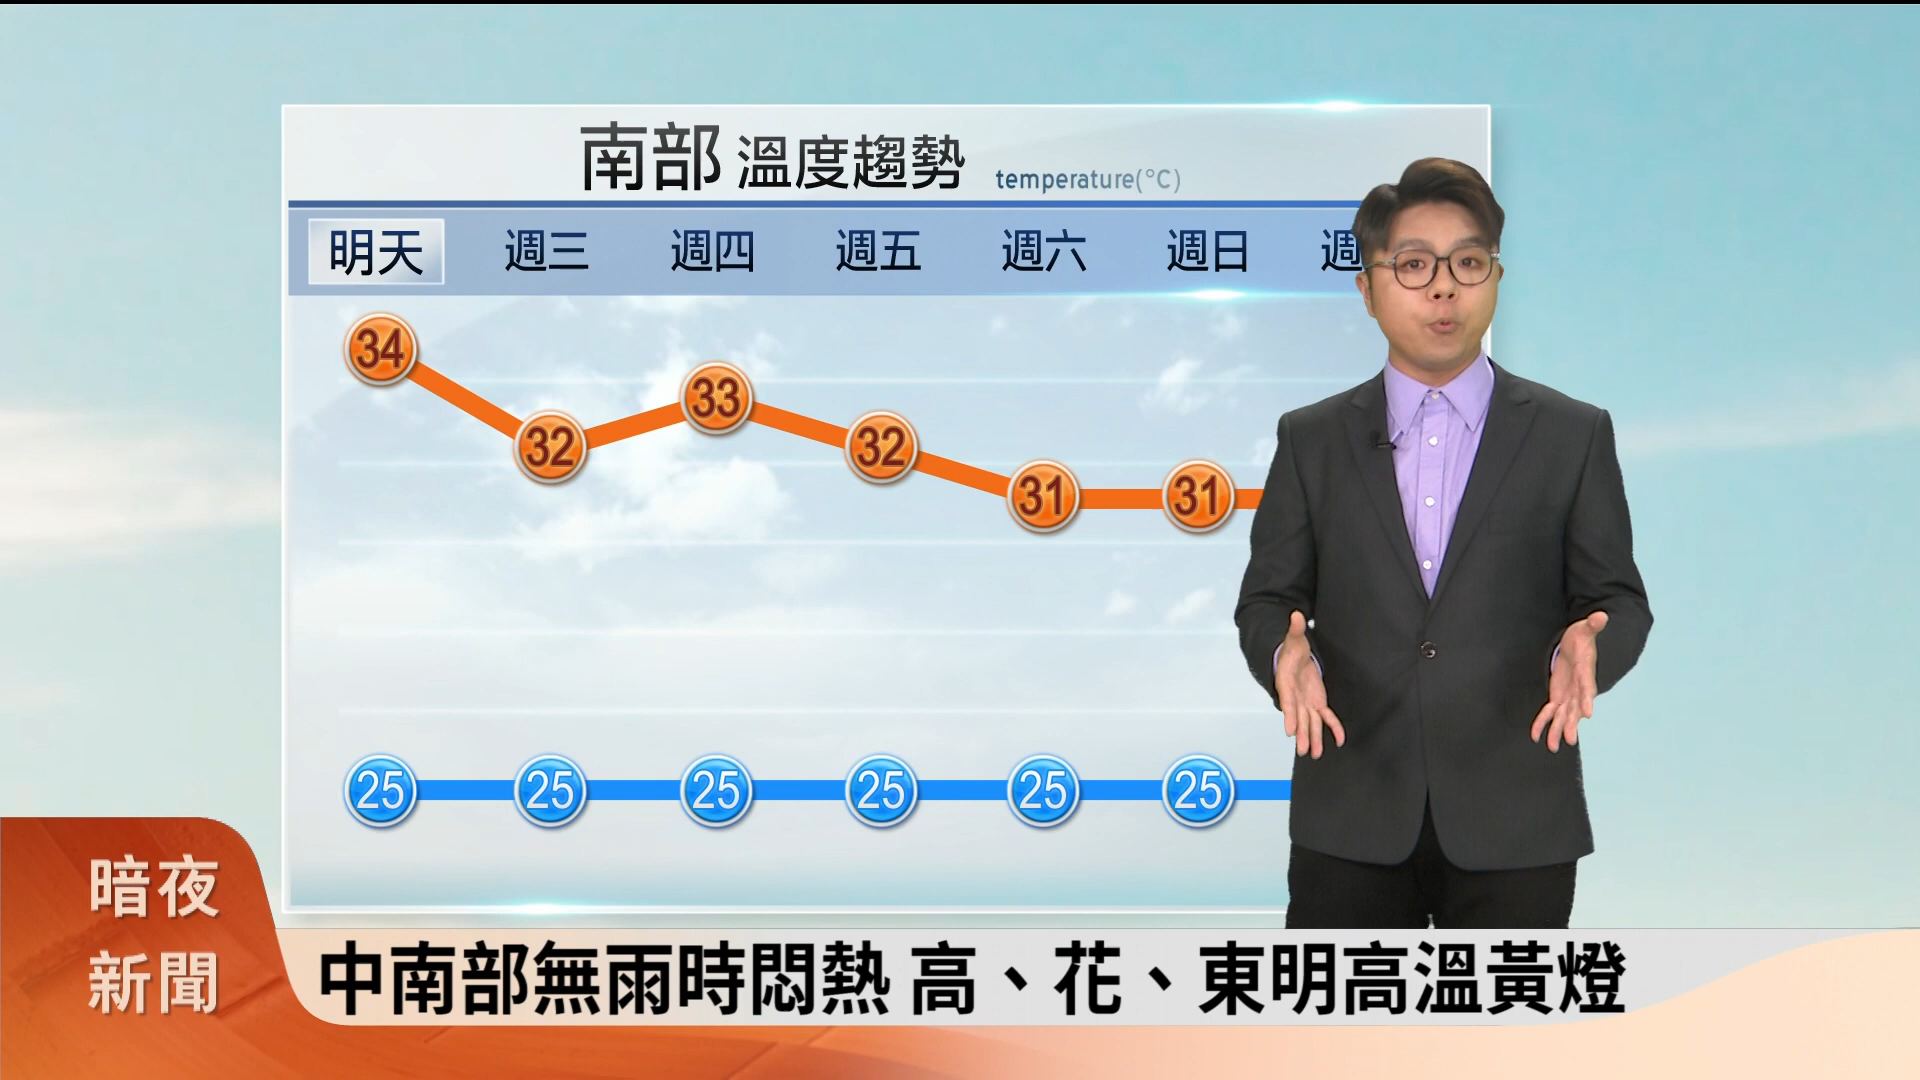 南部 溫度趨勢 temperature(°C)
明天 週三 週四 週五 週六 週日 週
34 32 33 32 31 31
25 25 25 25 25 25
暗夜
新聞
中南部無雨時悶熱 高、花、東明高溫黃燈